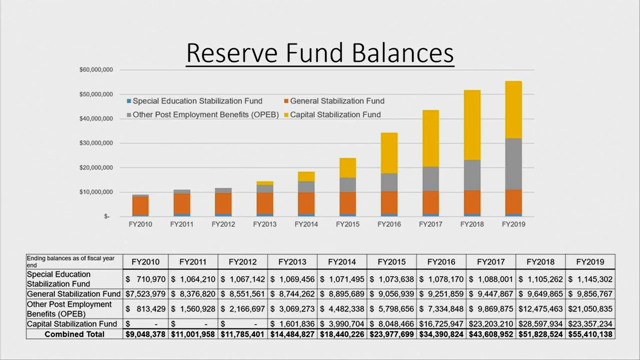 Reserve Fund Balances
$60,000,000
$50,000,000
$40,000,000
$30,000,000
$20,000,000
$10,000,000
$-
Special Education Stabilization Fund General Stabilization Fund
Other Post Employment Benefits (OPEB) Capital Stabilization Fund
FY2010 FY2011 FY2012 FY2013 FY2014 FY2015 FY2016 FY2017 FY2018 FY2019
Ending balances as of fiscal year end FY2010 FY2011 FY2012 FY2013 FY2014 FY2015 FY2016 FY2017 FY2018 FY2019
Special Education Stabilization Fund $ 710,970 $ 1,064,210 $ 1,067,142 $ 1,069,456 $ 1,071,495 $ 1,073,638 $ 1,078,170 $ 1,088,001 $ 1,105,262 $ 1,145,302
General Stabilization Fund $7,523,979 $ 8,376,820 $ 8,551,561 $ 8,744,262 $ 8,895,689 $ 9,056,939 $ 9,251,859 $ 9,447,867 $ 9,649,865 $ 9,856,767
Other Post Employment Benefits (OPEB) $ 813,429 $ 1,560,928 $ 2,166,697 $ 3,069,273 $ 4,482,338 $ 5,798,656 $ 7,334,848 $ 9,869,875 $12,475,463 $21,050,835
Capital Stabilization Fund $ - $ - $ - $ 1,601,836 $ 3,990,704 $ 8,048,466 $16,725,947 $23,203,210 $28,597,934 $23,357,234
Combined Total $9,048,378 $11,001,958 $11,785,401 $14,484,827 $18,440,226 $23,977,699 $34,390,824 $43,608,952 $51,828,524 $55,410,138